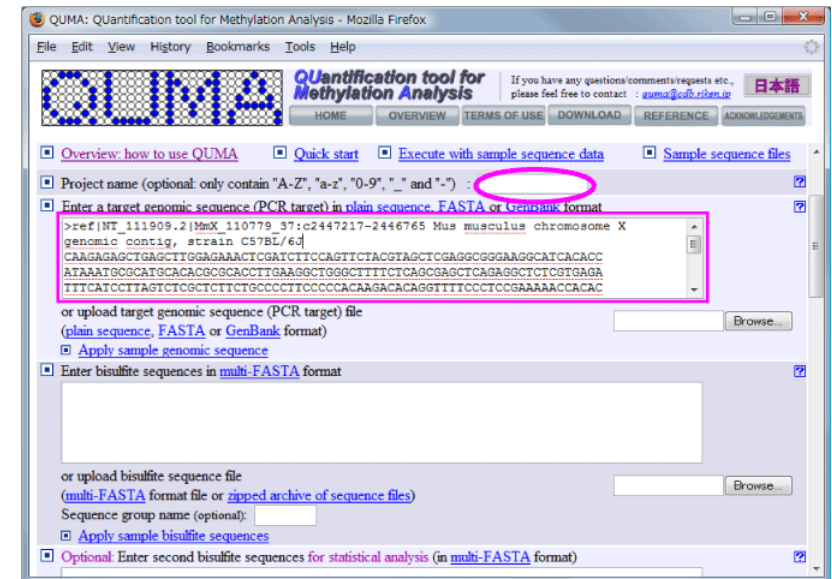 QUMA: QUantification tool for Methylation Analysis - Mozilla Firefox
File Edit View History Bookmarks Tools Help
QUMA
QUantification tool for
Methylation Analysis
If you have any questions/comments/requests etc.,
please feel free to contact : quma@cdb.riken.jp
日本語
HOME OVERVIEW TERMS OF USE DOWNLOAD REFERENCE ACKNOWLEDGEMENTS
Overview: how to use QUMA Quick start Execute with sample sequence data Sample sequence files
Project name (optional: only contain "A-Z", "a-z", "0-9", "_" and "-") : ?
Enter a target genomic sequence (PCR target) in plain sequence, FASTA or GenBank format ?
>ref|NT_111909.2|MmX_110779_37:c2447217-2446765 Mus musculus chromosome X
genomic contig, strain C57BL/6J
CAAGAGAGCTGAGCTTGGAGAAACTCGATCTTCCAGTTCTACGTAGCTCGAGGCGGGAAGGCATCACACC
ATAAATGCGCATGCACACGCGCACCTTGAAGGCTGGGCTTTTCTCAGCGAGCTCAGAGGCTCTCGTGAGA
TTTCATCCTTAGTCTCGCTCTTCTGCCCCTTCCCCCACAAGACACAGGTTTTCCCTCCGAAAAACCACAC
or upload target genomic sequence (PCR target) file
(plain sequence, FASTA or GenBank format)
Browse...
Apply sample genomic sequence
Enter bisulfite sequences in multi-FASTA format ?
or upload bisulfite sequence file
(multi-FASTA format file or zipped archive of sequence files)
Browse...
Sequence group name (optional):
Apply sample bisulfite sequences
Optional: Enter second bisulfite sequences for statistical analysis (in multi-FASTA format) ?